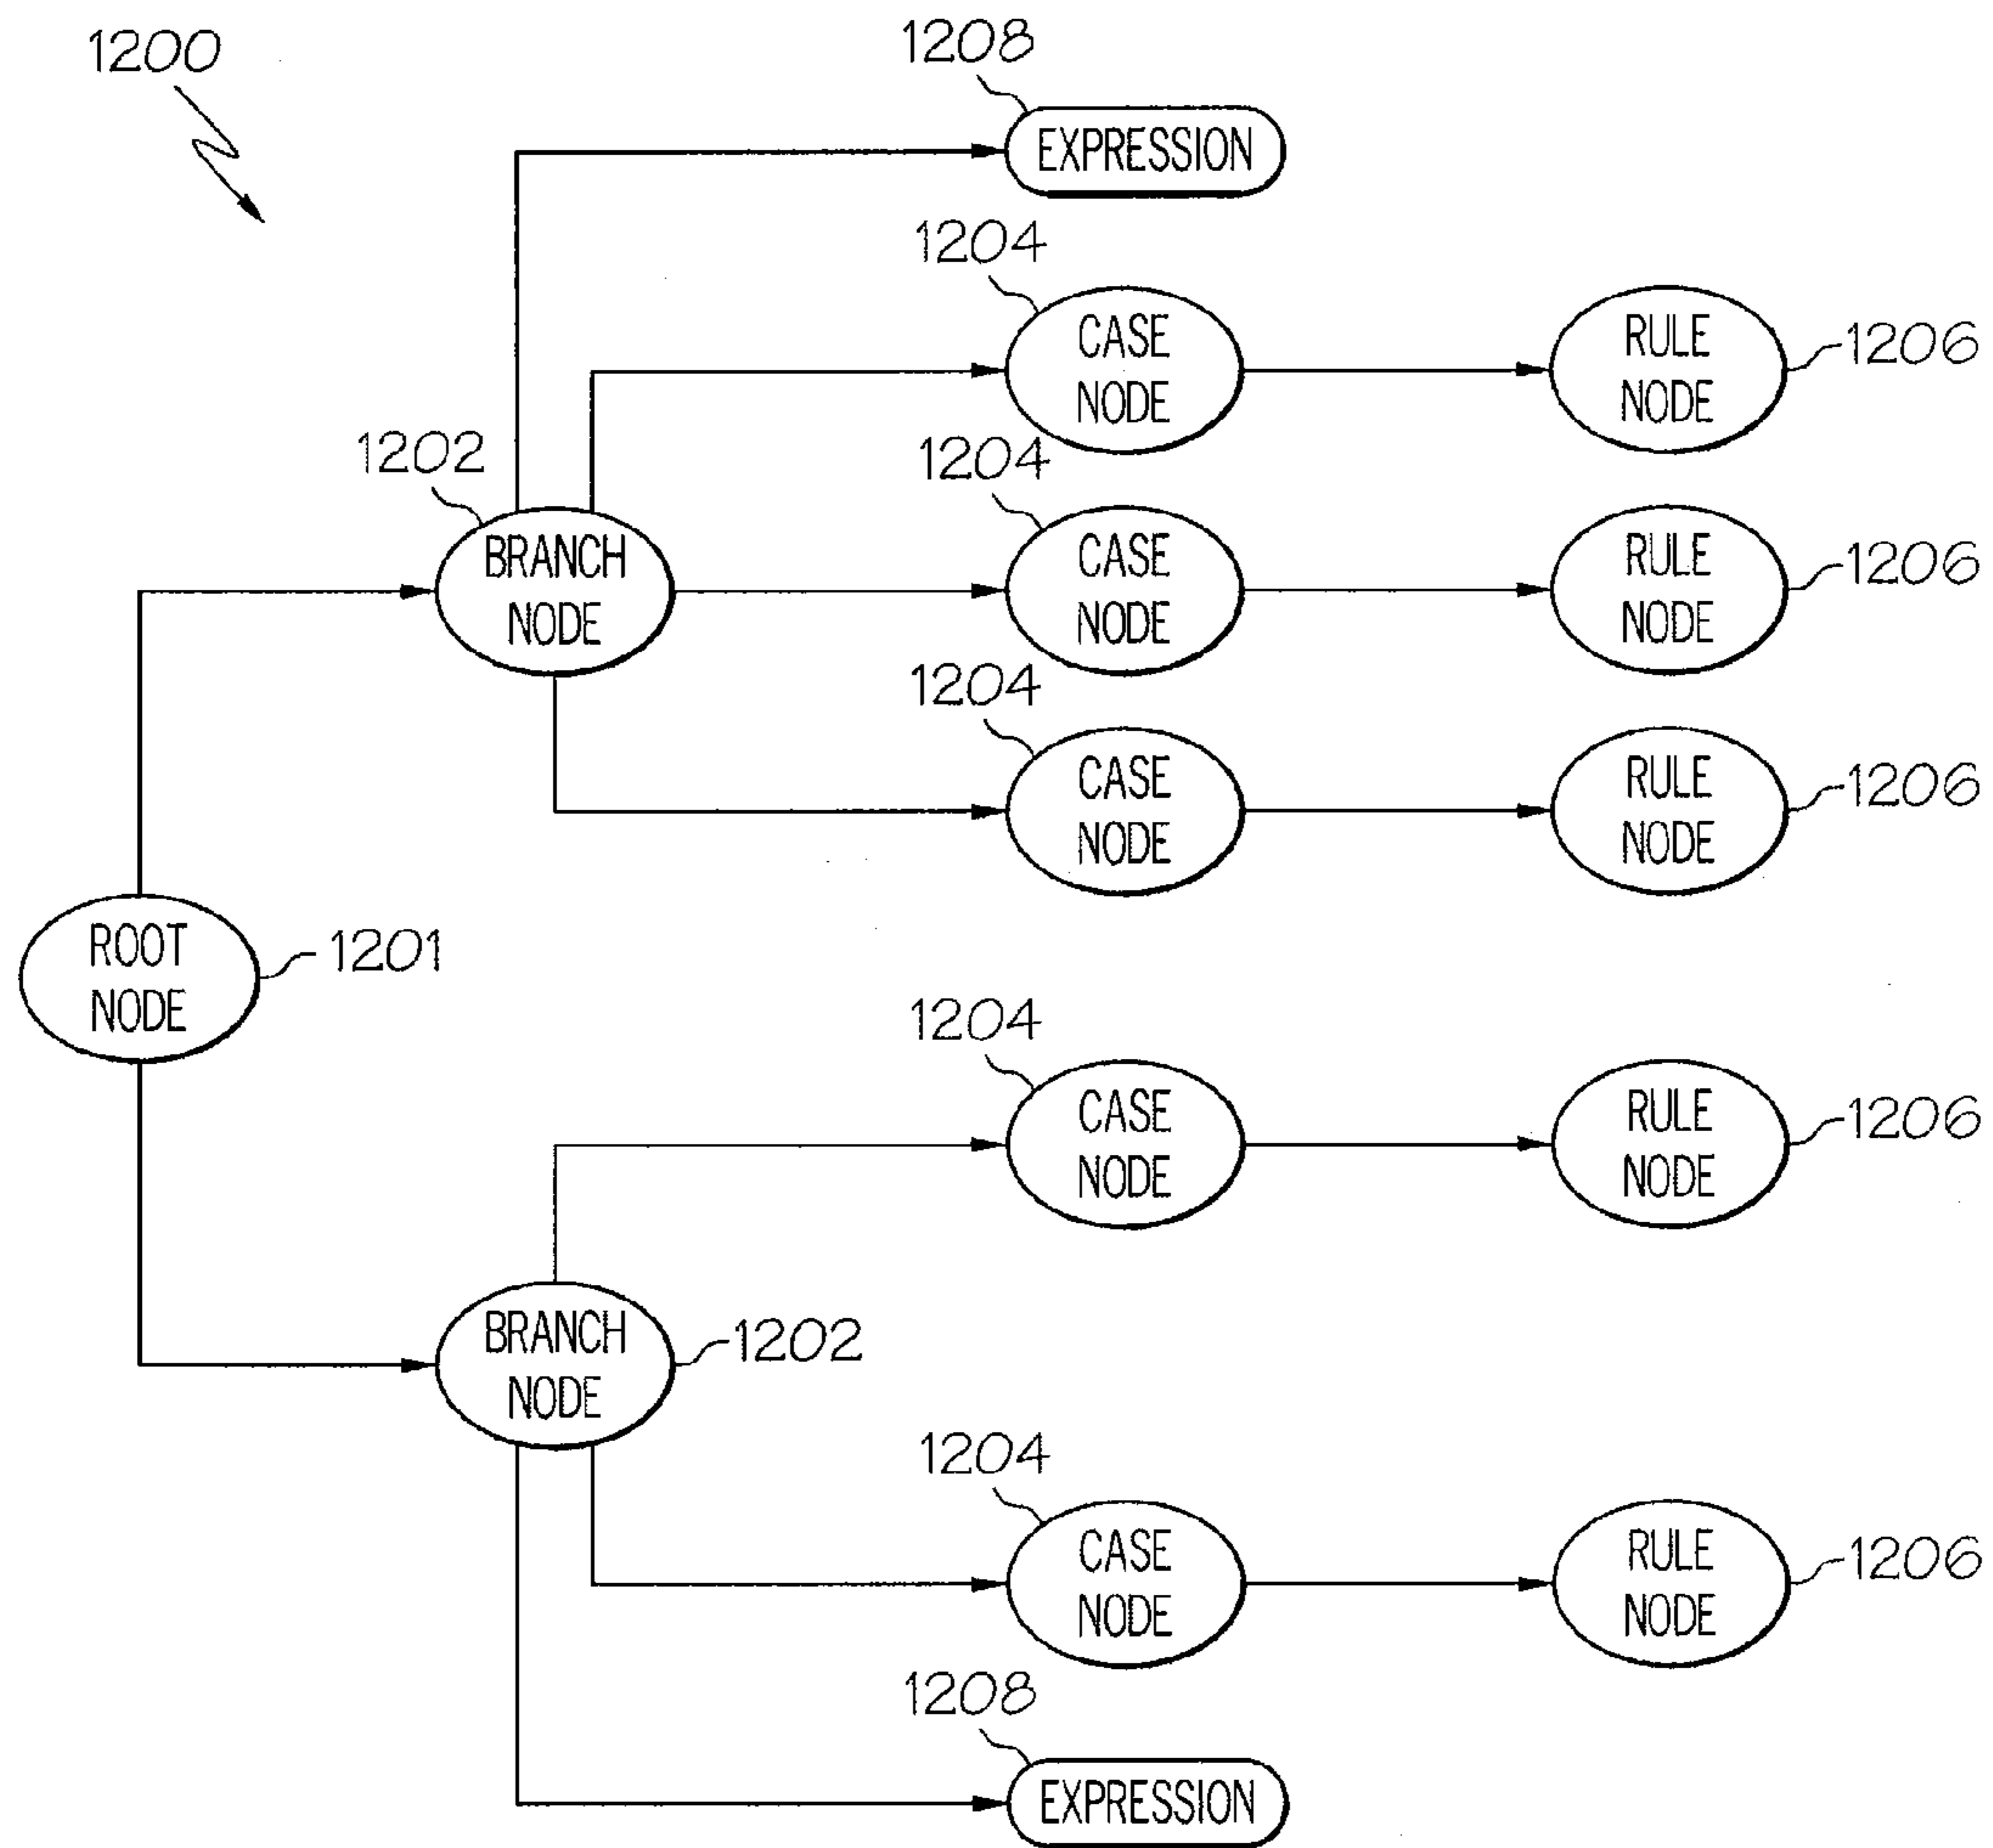 1200
1208
EXPRESSION
1204
CASE
NODE
RULE
NODE
1206
1202
BRANCH
NODE
1204
CASE
NODE
RULE
NODE
1206
1204
CASE
NODE
RULE
NODE
1206
ROOT
NODE
1201
1204
CASE
NODE
RULE
NODE
1206
BRANCH
NODE
1202
1204
CASE
NODE
RULE
NODE
1206
1208
EXPRESSION